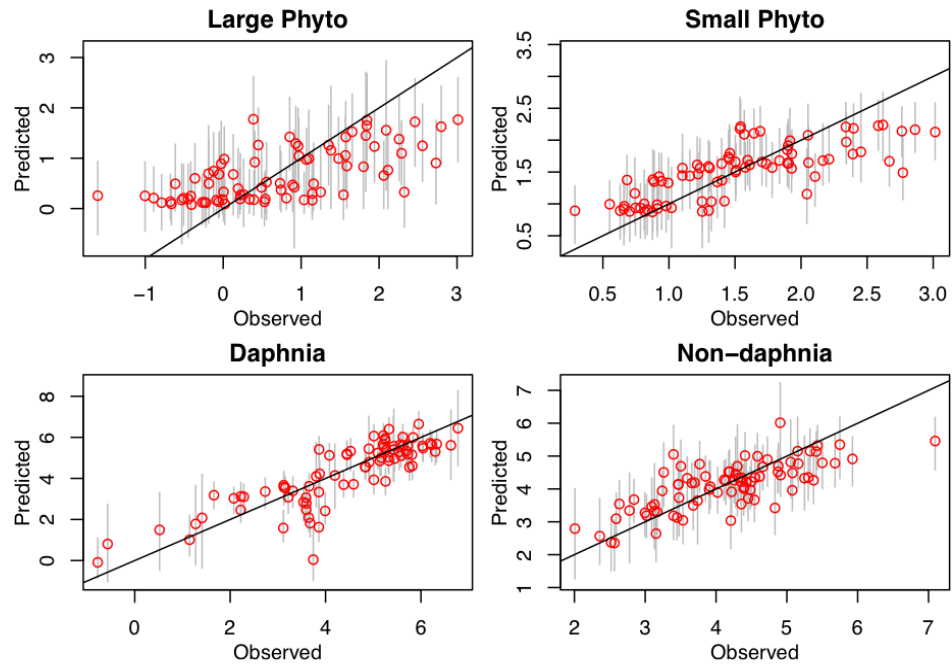 Large Phyto
Predicted
0 1 2 3
−1 0 1 2 3
Observed
Small Phyto
Predicted
0.5 1.5 2.5 3.5
0.5 1.0 1.5 2.0 2.5 3.0
Observed
Daphnia
Predicted
0 2 4 6 8
0 2 4 6
Observed
Non−daphnia
Predicted
1 2 3 4 5 6 7
2 3 4 5 6 7
Observed